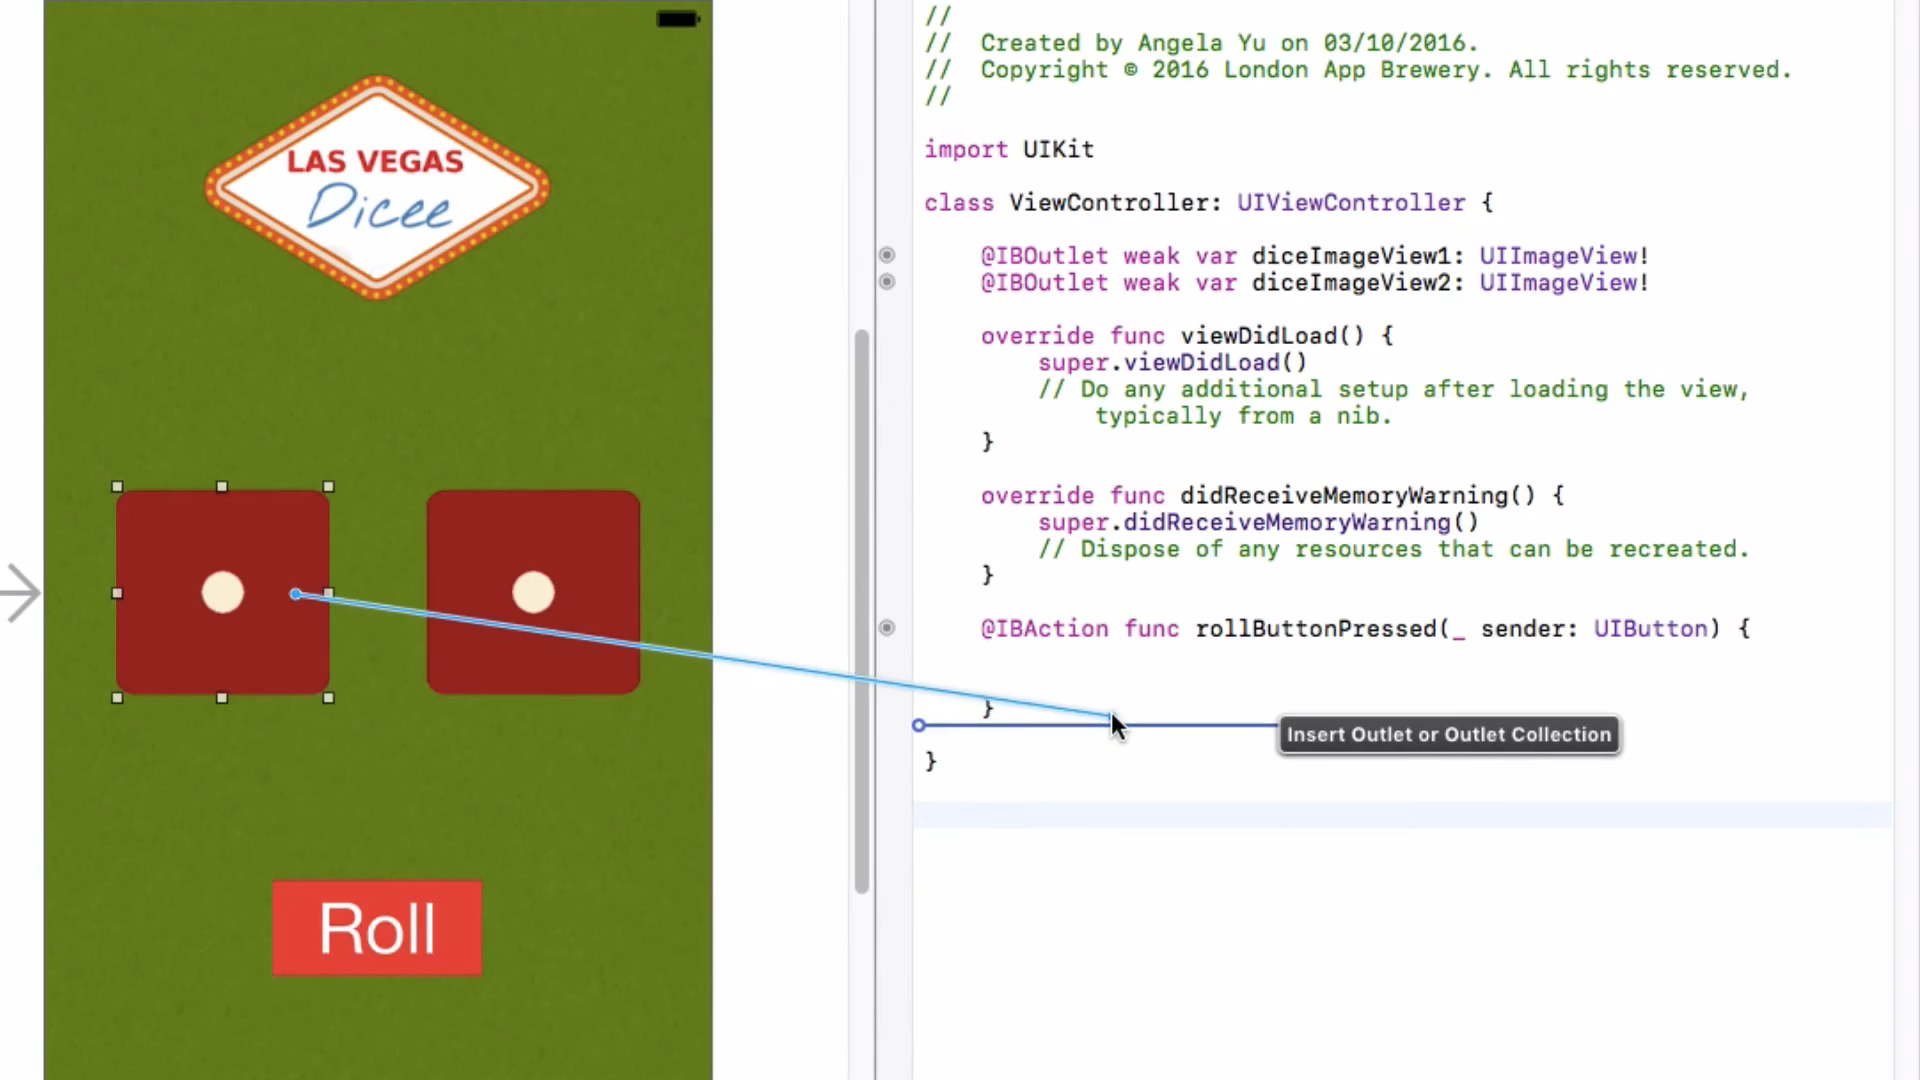 LAS VEGAS
Dicee
Roll
//
//  Created by Angela Yu on 03/10/2016.
//  Copyright © 2016 London App Brewery. All rights reserved.
//
import UIKit
class ViewController: UIViewController {
@IBOutlet weak var diceImageView1: UIImageView!
@IBOutlet weak var diceImageView2: UIImageView!
override func viewDidLoad() {
super.viewDidLoad()
// Do any additional setup after loading the view,
typically from a nib.
}
override func didReceiveMemoryWarning() {
super.didReceiveMemoryWarning()
// Dispose of any resources that can be recreated.
}
@IBAction func rollButtonPressed(_ sender: UIButton) {
}
Insert Outlet or Outlet Collection
}